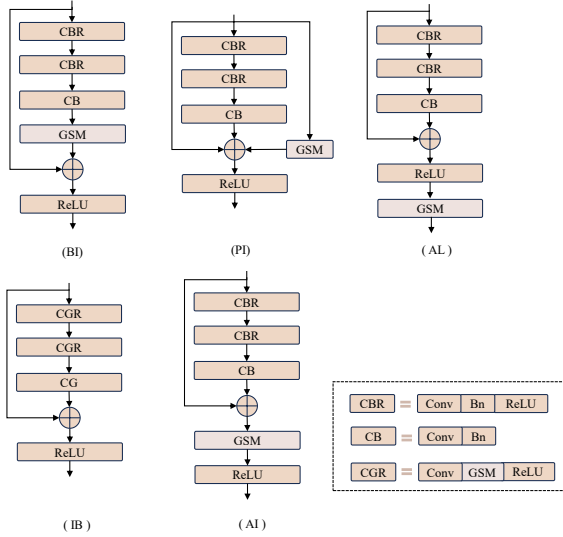 CBR
CBR
CB
GSM
ReLU
(BI)
CBR
CBR
CB
GSM
ReLU
(PI)
CBR
CBR
CB
ReLU
GSM
( AL )
CGR
CGR
CG
ReLU
( IB )
CBR
CBR
CB
GSM
ReLU
( AI )
CBR = Conv Bn ReLU
CB = Conv Bn
CGR = Conv GSM ReLU